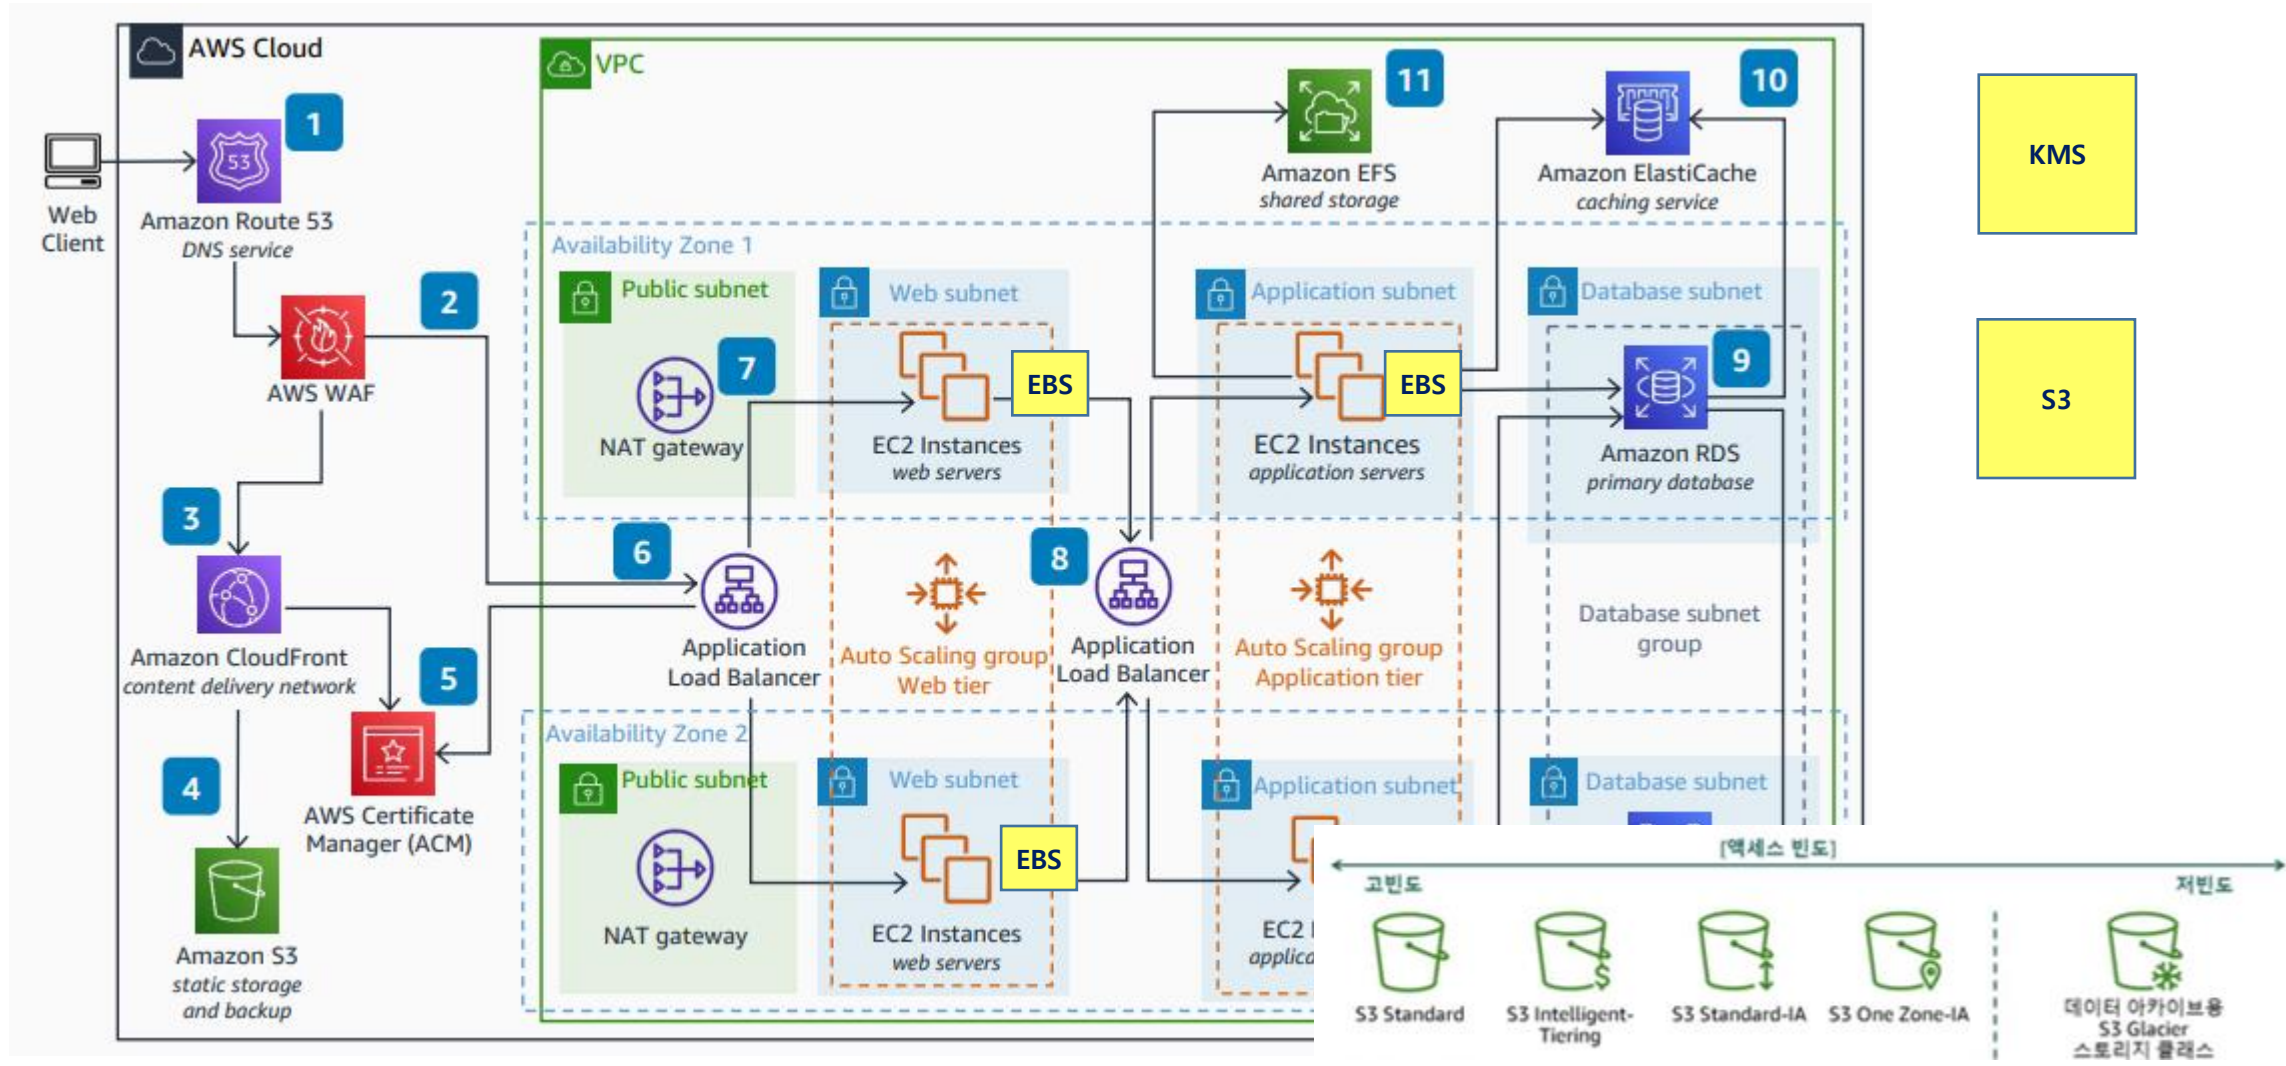 AWS Cloud
VPC
1
11
10
KMS
53
Web
Client
Amazon Route 53
DNS service
Amazon EFS
shared storage
Amazon ElastiCache
caching service
Availability Zone 1
2
Public subnet
Web subnet
Application subnet
Database subnet
S3
7
EBS
EBS
9
AWS WAF
NAT gateway
EC2 Instances
web servers
EC2 Instances
application servers
Amazon RDS
primary database
3
6
8
Amazon CloudFront
content delivery network
5
Application
Load Balancer
Auto Scaling group
Web tier
Application
Load Balancer
Auto Scaling group
Application tier
Database subnet
group
4
Availability Zone 2
Public subnet
Web subnet
Application subnet
Database subnet
AWS Certificate
Manager (ACM)
EBS
NAT gateway
EC2 Instances
web servers
EC2
applica
Amazon S3
static storage
and backup
[액세스 빈도]
고빈도
저빈도
S3 Standard
S3 Intelligent-
Tiering
S3 Standard-IA
S3 One Zone-IA
데이터 아카이브용
S3 Glacier
스토리지 클래스